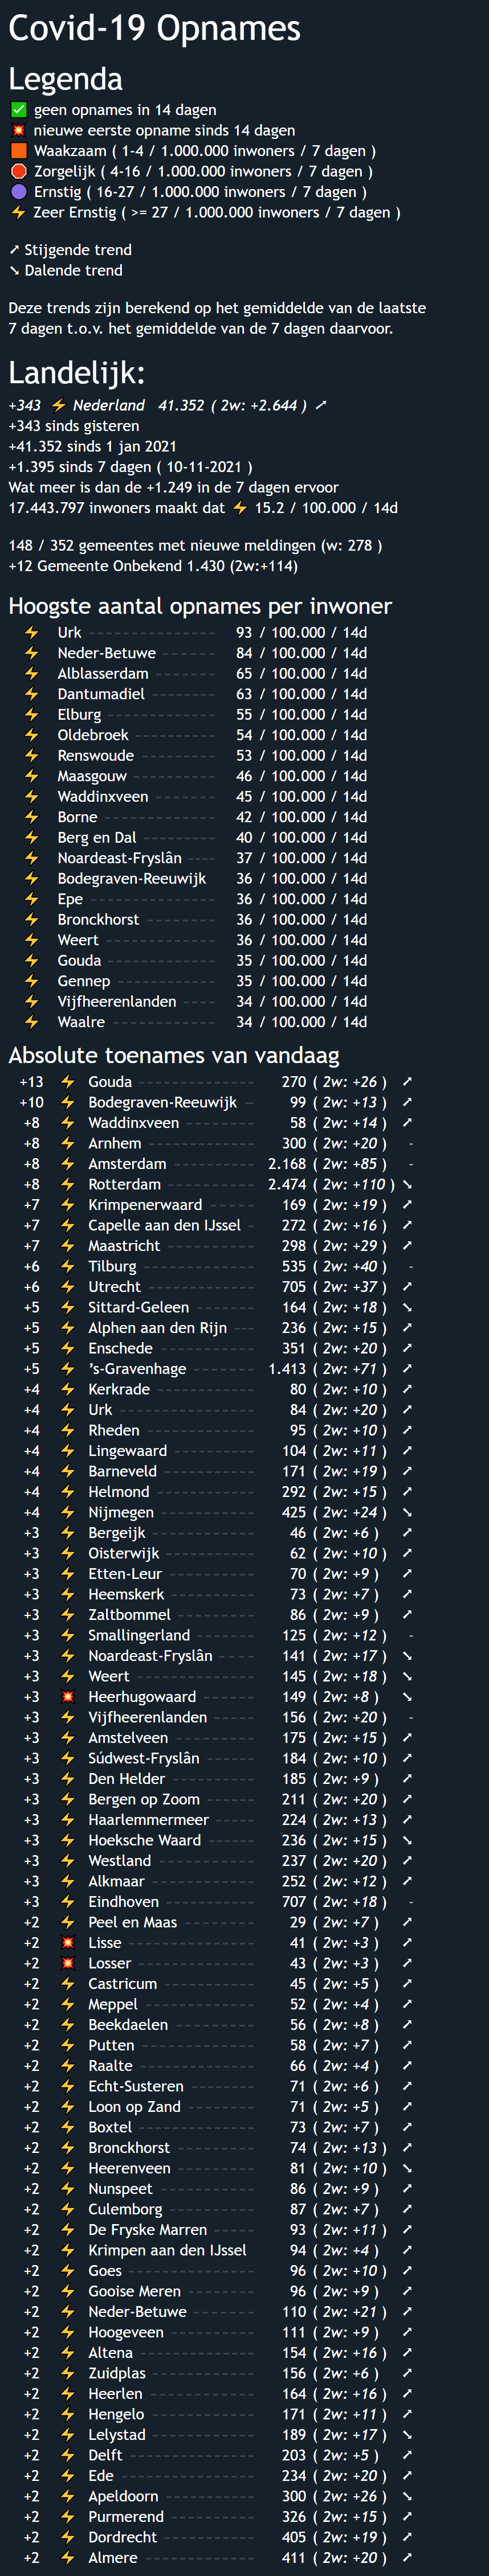 Covid-19 Opnames
Legenda
✅ geen opnames in 14 dagen
💥 nieuwe eerste opname sinds 14 dagen
🟧 Waakzaam ( 1-4 / 1.000.000 inwoners / 7 dagen )
🛑 Zorgelijk ( 4-16 / 1.000.000 inwoners / 7 dagen )
🟣 Ernstig ( 16-27 / 1.000.000 inwoners / 7 dagen )
⚡ Zeer Ernstig ( >= 27 / 1.000.000 inwoners / 7 dagen )
⤤ Stijgende trend
⤥ Dalende trend
Deze trends zijn berekend op het gemiddelde van de laatste
7 dagen t.o.v. het gemiddelde van de 7 dagen daarvoor.
Landelijk:
+343 ⚡ Nederland 41.352 ( 2w: +2.644 ) ⤤
+343 sinds gisteren
+41.352 sinds 1 jan 2021
+1.395 sinds 7 dagen ( 10-11-2021 )
Wat meer is dan de +1.249 in de 7 dagen ervoor
17.443.797 inwoners maakt dat ⚡ 15.2 / 100.000 / 14d
148 / 352 gemeentes met nieuwe meldingen (w: 278 )
+12 Gemeente Onbekend 1.430 (2w:+114)
Hoogste aantal opnames per inwoner
⚡ Urk 93 / 100.000 / 14d
⚡ Neder-Betuwe 84 / 100.000 / 14d
⚡ Alblasserdam 65 / 100.000 / 14d
⚡ Dantumadiel 63 / 100.000 / 14d
⚡ Elburg 55 / 100.000 / 14d
⚡ Oldebroek 54 / 100.000 / 14d
⚡ Renswoude 53 / 100.000 / 14d
⚡ Maasgouw 46 / 100.000 / 14d
⚡ Waddinxveen 45 / 100.000 / 14d
⚡ Borne 42 / 100.000 / 14d
⚡ Berg en Dal 40 / 100.000 / 14d
⚡ Noardeast-Fryslân 37 / 100.000 / 14d
⚡ Bodegraven-Reeuwijk 36 / 100.000 / 14d
⚡ Epe 36 / 100.000 / 14d
⚡ Bronckhorst 36 / 100.000 / 14d
⚡ Weert 36 / 100.000 / 14d
⚡ Gouda 35 / 100.000 / 14d
⚡ Gennep 35 / 100.000 / 14d
⚡ Vijfheerenlanden 34 / 100.000 / 14d
⚡ Waalre 34 / 100.000 / 14d
Absolute toenames van vandaag
+13 ⚡ Gouda 270 ( 2w: +26 ) ⤤
+10 ⚡ Bodegraven-Reeuwijk 99 ( 2w: +13 ) ⤤
+8 ⚡ Waddinxveen 58 ( 2w: +14 ) ⤤
+8 ⚡ Arnhem 300 ( 2w: +20 ) -
+8 ⚡ Amsterdam 2.168 ( 2w: +85 ) -
+8 ⚡ Rotterdam 2.474 ( 2w: +110 ) ⤥
+7 ⚡ Krimpenerwaard 169 ( 2w: +19 ) ⤤
+7 ⚡ Capelle aan den IJssel 272 ( 2w: +16 ) ⤤
+7 ⚡ Maastricht 298 ( 2w: +29 ) ⤤
+6 ⚡ Tilburg 535 ( 2w: +40 ) -
+6 ⚡ Utrecht 705 ( 2w: +37 ) ⤤
+5 ⚡ Sittard-Geleen 164 ( 2w: +18 ) ⤥
+5 ⚡ Alphen aan den Rijn 236 ( 2w: +15 ) ⤤
+5 ⚡ Enschede 351 ( 2w: +20 ) ⤤
+5 ⚡ ’s-Gravenhage 1.413 ( 2w: +71 ) ⤤
+4 ⚡ Kerkrade 80 ( 2w: +10 ) ⤤
+4 ⚡ Urk 84 ( 2w: +20 ) ⤤
+4 ⚡ Rheden 95 ( 2w: +10 ) ⤤
+4 ⚡ Lingewaard 104 ( 2w: +11 ) ⤤
+4 ⚡ Barneveld 171 ( 2w: +19 ) ⤤
+4 ⚡ Helmond 292 ( 2w: +15 ) ⤤
+4 ⚡ Nijmegen 425 ( 2w: +24 ) ⤥
+3 ⚡ Bergeijk 46 ( 2w: +6 ) ⤤
+3 ⚡ Oisterwijk 62 ( 2w: +10 ) ⤤
+3 ⚡ Etten-Leur 70 ( 2w: +9 ) ⤤
+3 ⚡ Heemskerk 73 ( 2w: +7 ) ⤤
+3 ⚡ Zaltbommel 86 ( 2w: +9 ) ⤤
+3 ⚡ Smallingerland 125 ( 2w: +12 ) -
+3 ⚡ Noardeast-Fryslân 141 ( 2w: +17 ) ⤥
+3 ⚡ Weert 145 ( 2w: +18 ) ⤥
+3 💥 Heerhugowaard 149 ( 2w: +8 ) ⤥
+3 ⚡ Vijfheerenlanden 156 ( 2w: +20 ) -
+3 ⚡ Amstelveen 175 ( 2w: +15 ) ⤤
+3 ⚡ Súdwest-Fryslân 184 ( 2w: +10 ) ⤤
+3 ⚡ Den Helder 185 ( 2w: +9 ) ⤤
+3 ⚡ Bergen op Zoom 211 ( 2w: +20 ) ⤤
+3 ⚡ Haarlemmermeer 224 ( 2w: +13 ) ⤤
+3 ⚡ Hoeksche Waard 236 ( 2w: +15 ) ⤥
+3 ⚡ Westland 237 ( 2w: +20 ) ⤤
+3 ⚡ Alkmaar 252 ( 2w: +12 ) ⤤
+3 ⚡ Eindhoven 707 ( 2w: +18 ) -
+2 ⚡ Peel en Maas 29 ( 2w: +7 ) ⤤
+2 💥 Lisse 41 ( 2w: +3 ) ⤤
+2 💥 Losser 43 ( 2w: +3 ) ⤤
+2 ⚡ Castricum 45 ( 2w: +5 ) ⤤
+2 ⚡ Meppel 52 ( 2w: +4 ) ⤤
+2 ⚡ Beekdaelen 56 ( 2w: +8 ) ⤤
+2 ⚡ Putten 58 ( 2w: +7 ) ⤤
+2 ⚡ Raalte 66 ( 2w: +4 ) ⤤
+2 ⚡ Echt-Susteren 71 ( 2w: +6 ) ⤤
+2 ⚡ Loon op Zand 71 ( 2w: +5 ) ⤤
+2 ⚡ Boxtel 73 ( 2w: +7 ) ⤤
+2 ⚡ Bronckhorst 74 ( 2w: +13 ) ⤤
+2 ⚡ Heerenveen 81 ( 2w: +10 ) ⤥
+2 ⚡ Nunspeet 86 ( 2w: +9 ) ⤤
+2 ⚡ Culemborg 87 ( 2w: +7 ) ⤤
+2 ⚡ De Fryske Marren 93 ( 2w: +11 ) ⤤
+2 ⚡ Krimpen aan den IJssel 94 ( 2w: +4 ) ⤤
+2 ⚡ Goes 96 ( 2w: +10 ) ⤤
+2 ⚡ Gooise Meren 96 ( 2w: +9 ) ⤤
+2 ⚡ Neder-Betuwe 110 ( 2w: +21 ) ⤤
+2 ⚡ Hoogeveen 111 ( 2w: +9 ) ⤤
+2 ⚡ Altena 154 ( 2w: +16 ) ⤤
+2 ⚡ Zuidplas 156 ( 2w: +6 ) ⤤
+2 ⚡ Heerlen 164 ( 2w: +16 ) ⤤
+2 ⚡ Hengelo 171 ( 2w: +11 ) ⤤
+2 ⚡ Lelystad 189 ( 2w: +17 ) ⤥
+2 ⚡ Delft 203 ( 2w: +5 ) ⤤
+2 ⚡ Ede 234 ( 2w: +20 ) ⤤
+2 ⚡ Apeldoorn 300 ( 2w: +26 ) ⤥
+2 ⚡ Purmerend 326 ( 2w: +15 ) ⤤
+2 ⚡ Dordrecht 405 ( 2w: +19 ) ⤤
+2 ⚡ Almere 411 ( 2w: +20 ) ⤤